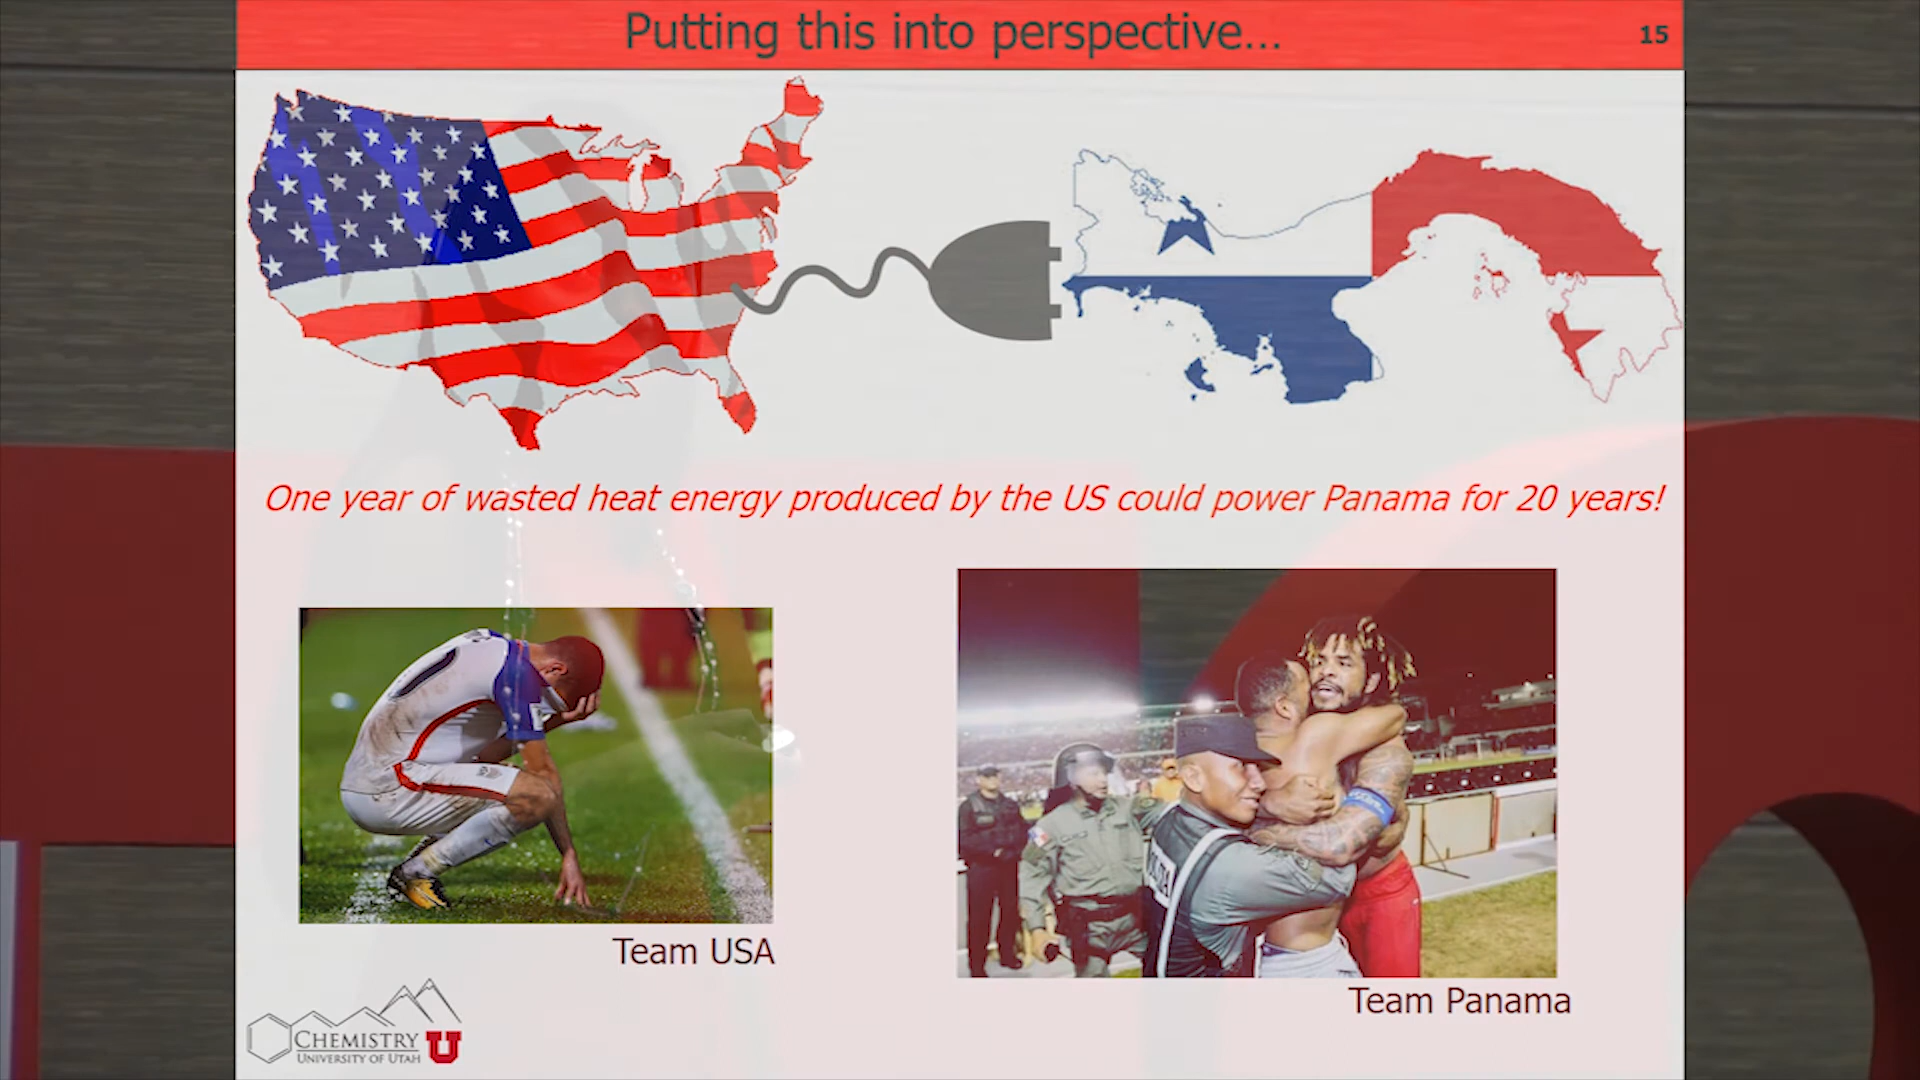 Putting this into perspective...
15
One year of wasted heat energy produced by the US could power Panama for 20 years!
Team USA
Team Panama
CHEMISTRY
UNIVERSITY OF UTAH
U